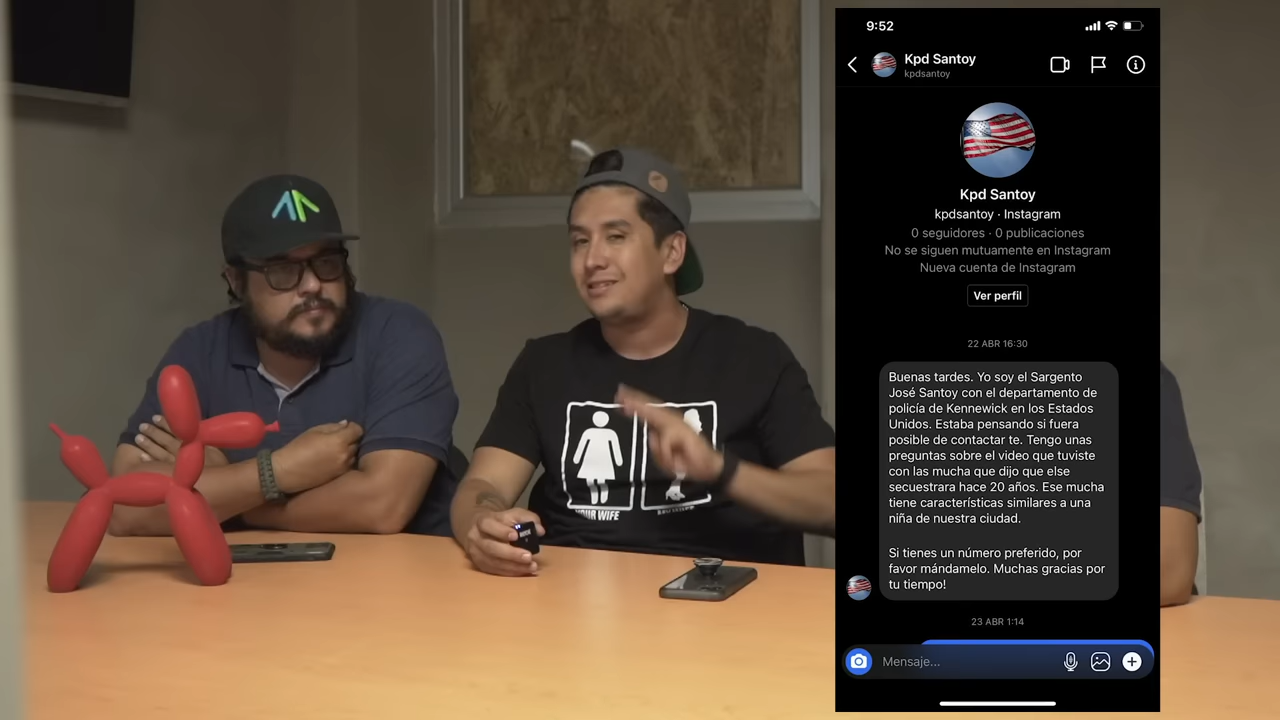 9:52
Kpd Santoy
kpdsantoy
Kpd Santoy
kpdsantoy · Instagram
0 seguidores · 0 publicaciones
No se siguen mutuamente en Instagram
Nueva cuenta de Instagram
Ver perfil
22 ABR 16:30
Buenas tardes. Yo soy el Sargento
José Santoy con el departamento de
policía de Kennewick en los Estados
Unidos. Estaba pensando si fuera
posible de contactar te. Tengo unas
preguntas sobre el video que tuviste
con las mucha que dijo que else
secuestrara hace 20 años. Ese mucha
tiene características similares a una
niña de nuestra ciudad.
Si tienes un número preferido, por
favor mándamelo. Muchas gracias por
tu tiempo!
23 ABR 1:14
Mensaje...
YOUR WIFE